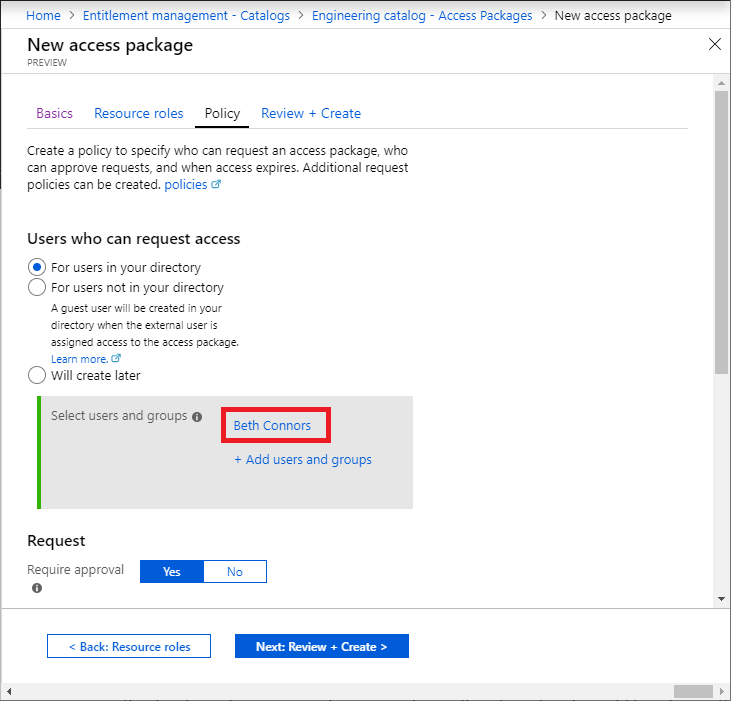 Home > Entitlement management - Catalogs > Engineering catalog - Access Packages > New access package
New access package
PREVIEW
Basics Resource roles Policy Review + Create
Create a policy to specify who can request an access package, who
can approve requests, and when access expires. Additional request
policies can be created. policies
Users who can request access
For users in your directory
For users not in your directory
A guest user will be created in your
directory when the external user is
assigned access to the access package.
Learn more.
Will create later
Select users and groups
Beth Connors
+ Add users and groups
Request
Require approval
Yes No
< Back: Resource roles Next: Review + Create >